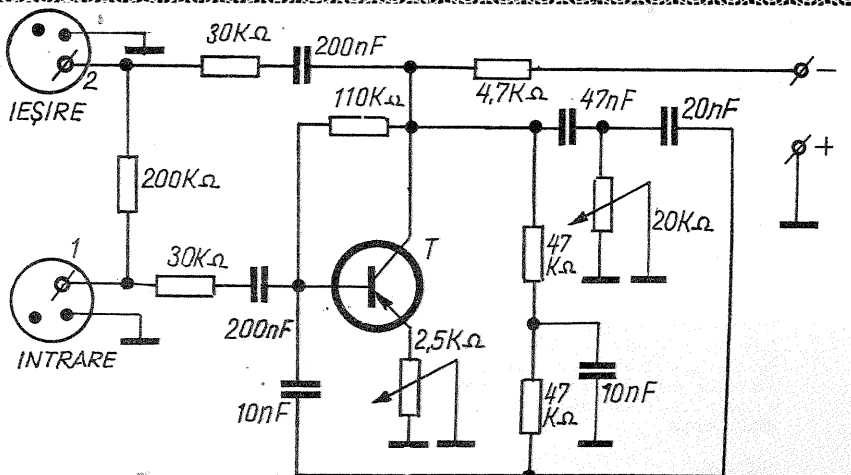 30KΩ
200nF
2
IEŞIRE
110KΩ
4,7KΩ
47nF
20nF
−
+
200KΩ
1
30KΩ
T
20KΩ
47
KΩ
INTRARE
200nF
2,5KΩ
10nF
47
KΩ
10nF